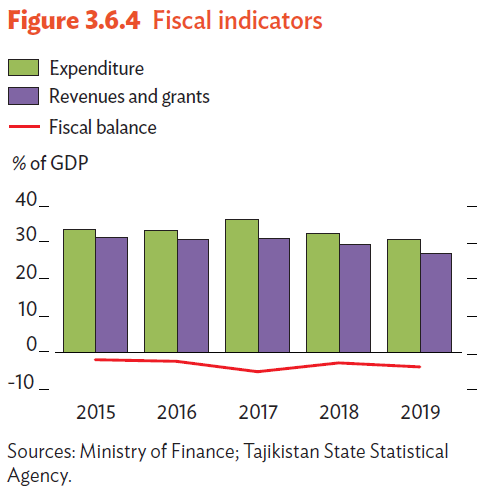 Figure 3.6.4 Fiscal indicators
Expenditure
Revenues and grants
Fiscal balance
% of GDP
40
30
20
10
0
-10
2015 2016 2017 2018 2019
Sources: Ministry of Finance; Tajikistan State Statistical
Agency.